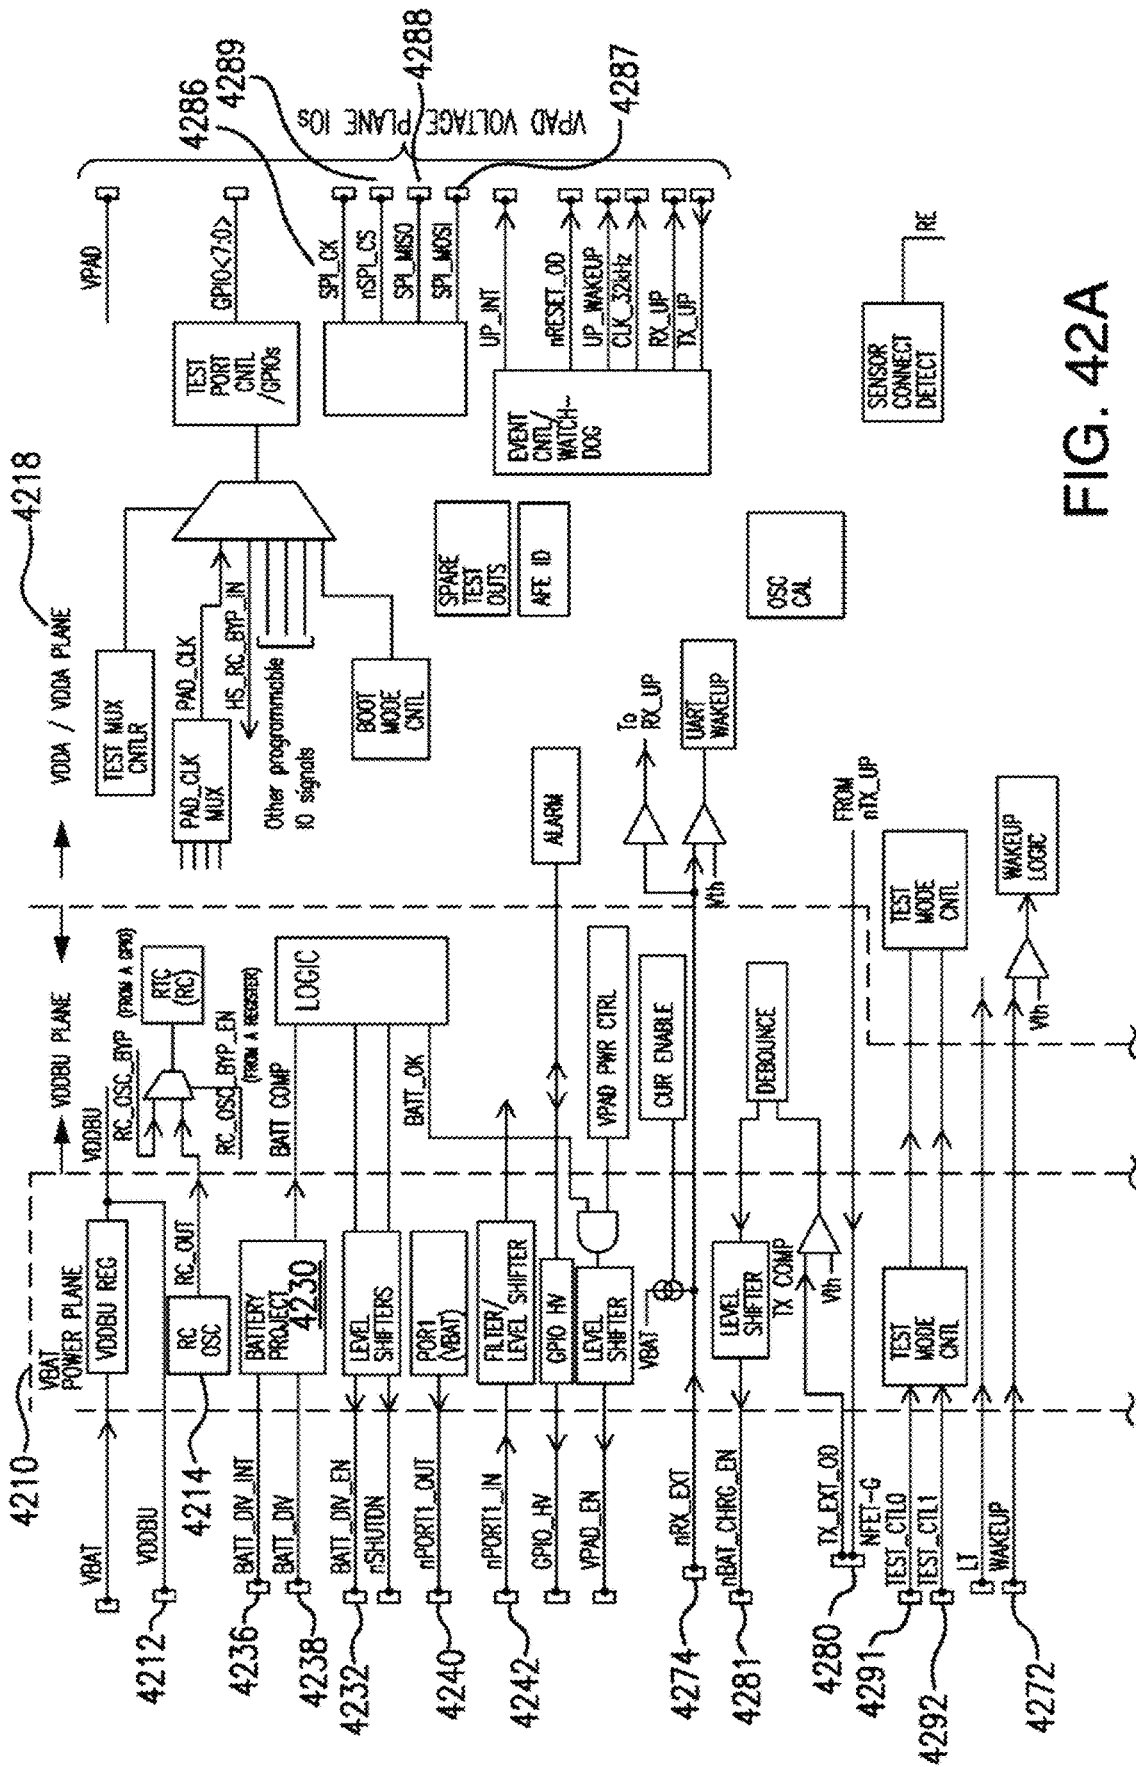 4210
VBAT
POWER PLANE
VDDBU PLANE
VDDA / VDDA PLANE
4218
VBAT
VDDBU REG
VDDBU
VDDBU
4212
RC
OSC
4214
RC_OUT
RC_OSC_BYP
(FROM A GPIO)
RC_OSC_BYP_EN
(FROM A REGISTER)
RTC
(RC)
TEST MUX
CNTLR
PAD_CLK
MUX
PAD_CLK
HS_RC_BYP_IN
Other programmable
IO signals
BOOT
MODE
CNTL
TEST
PORT
CNTL
/GPIOs
VPAD
GPIO<7:0>
SPI_CK
nSPI_CS
SPI_MISO
SPI_MOSI
4286
4289
4288
4287
VPAD VOLTAGE PLANE IOs
4236
BATT_DIV_INT
4238
BATT_DIV
BATTERY
PROJECT
4230
BATT COMP
LOGIC
4232
BATT_DIV_EN
nSHUTDN
LEVEL
SHIFTERS
BATT_OK
4240
nPORT1_OUT
POR1
(VBAT)
4242
nPORT1_IN
FILTER/
LEVEL SHIFTER
GPIO_HV
GPIO HV
ALARM
VPAD_EN
LEVEL
SHIFTER
VPAD PWR CTRL
SPARE
TEST
OUTS
AFE ID
EVENT
CNTL/
WATCH-
DOG
UP_INT
nRESET_OD
UP_WAKEUP
CLK_32kHz
RX_UP
TX_UP
VBAT
CUR ENABLE
4274
nRX_EXT
To
RX_UP
Vth
UART
WAKEUP
4281
nBAT_CHRG_EN
LEVEL
SHIFTER
DEBOUNCE
TX_COMP
Vth
OSC
CAL
4280
TX_EXT_OD
NFET-G
FROM
nTX_UP
4291
TEST_CTL0
4292
TEST_CTL1
TEST
MODE
CNTL
TEST
MODE
CNTL
SENSOR
CONNECT
DETECT
RE
LT
4272
WAKEUP
Vth
WAKEUP
LOGIC
FIG. 42A